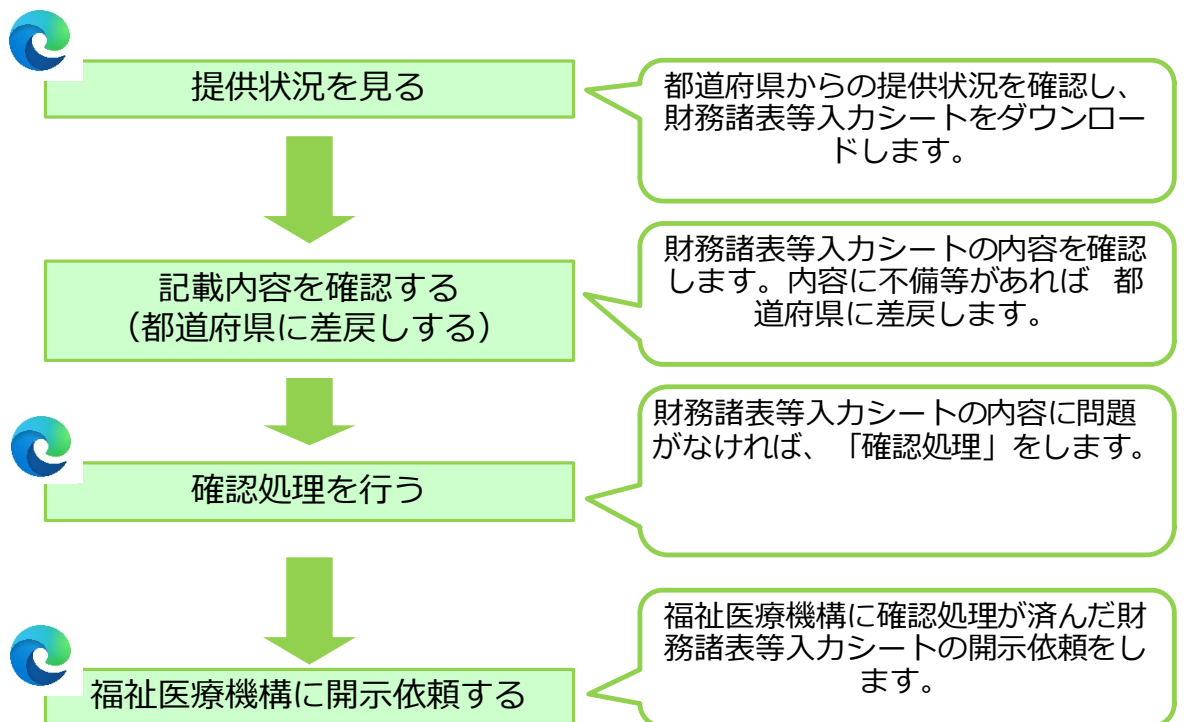 提供状況を見る
都道府県からの提供状況を確認し、
財務諸表等入力シートをダウンロー
ドします。
記載内容を確認する
（都道府県に差戻しする）
財務諸表等入力シートの内容を確認
します。内容に不備等があれば 都
道府県に差戻します。
確認処理を行う
財務諸表等入力シートの内容に問題
がなければ、「確認処理」をします。
福祉医療機構に開示依頼する
福祉医療機構に確認処理が済んだ財
務諸表等入力シートの開示依頼をし
ます。